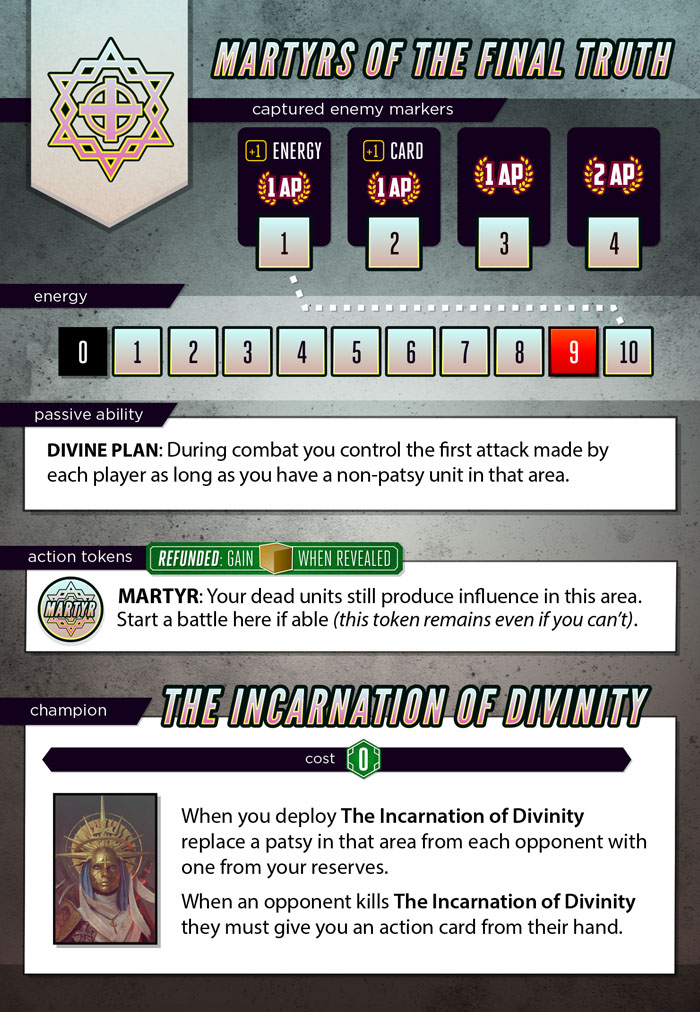 MARTYRS OF THE FINAL TRUTH
captured enemy markers
+1 ENERGY
1 AP
1
+1 CARD
1 AP
2
1 AP
3
2 AP
4
energy
0 1 2 3 4 5 6 7 8 9 10
passive ability
DIVINE PLAN: During combat you control the first attack made by
each player as long as you have a non-patsy unit in that area.
action tokens
REFUNDED: GAIN WHEN REVEALED
MARTYR
MARTYR: Your dead units still produce influence in this area.
Start a battle here if able (this token remains even if you can't).
champion
THE INCARNATION OF DIVINITY
cost 0
When you deploy The Incarnation of Divinity
replace a patsy in that area from each opponent with
one from your reserves.
When an opponent kills The Incarnation of Divinity
they must give you an action card from their hand.